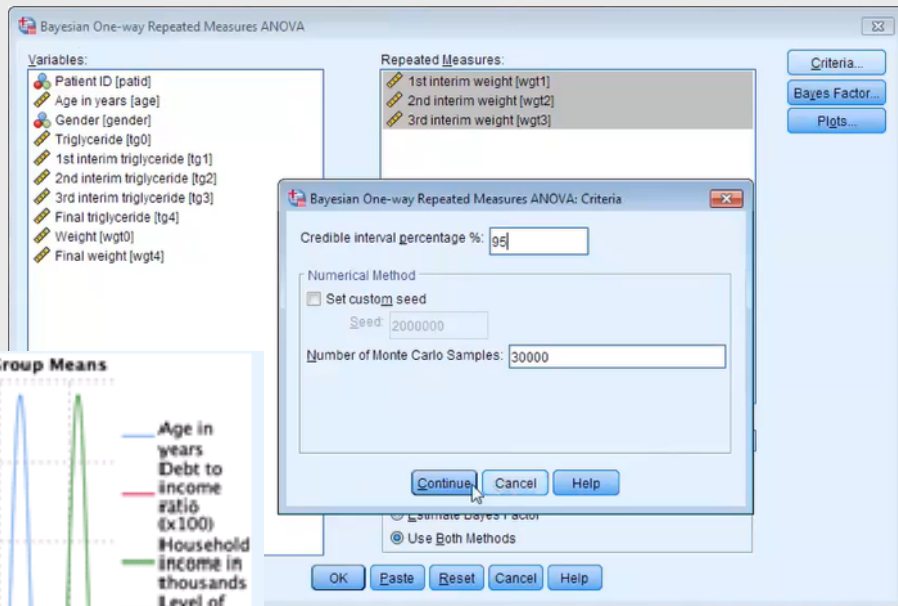 Bayesian One-way Repeated Measures ANOVA
Variables:
Patient ID [patid]
Age in years [age]
Gender [gender]
Triglyceride [tg0]
1st interim triglyceride [tg1]
2nd interim triglyceride [tg2]
3rd interim triglyceride [tg3]
Final triglyceride [tg4]
Weight [wgt0]
Final weight [wgt4]
Repeated Measures:
1st interim weight [wgt1]
2nd interim weight [wgt2]
3rd interim weight [wgt3]
Criteria...
Bayes Factor...
Plots...
Bayesian One-way Repeated Measures ANOVA: Criteria
Credible interval percentage %: 95
Numerical Method
Set custom seed
Seed: 2000000
Number of Monte Carlo Samples: 30000
Continue Cancel Help
Estimate Bayes Factor
Use Both Methods
OK Paste Reset Cancel Help
Group Means
Age in
years
Debt to
income
ratio
(x100)
Household
income in
thousands
Level of